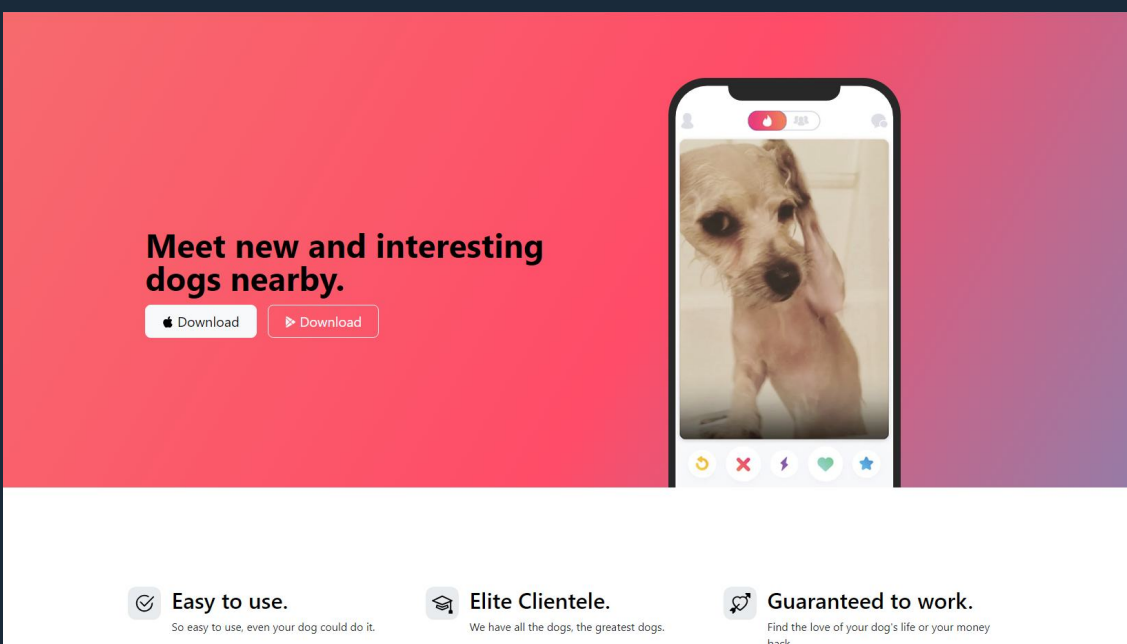 Meet new and interesting
dogs nearby.
Download
Download
Easy to use.
So easy to use, even your dog could do it.
Elite Clientele.
We have all the dogs, the greatest dogs.
Guaranteed to work.
Find the love of your dog's life or your money
back.